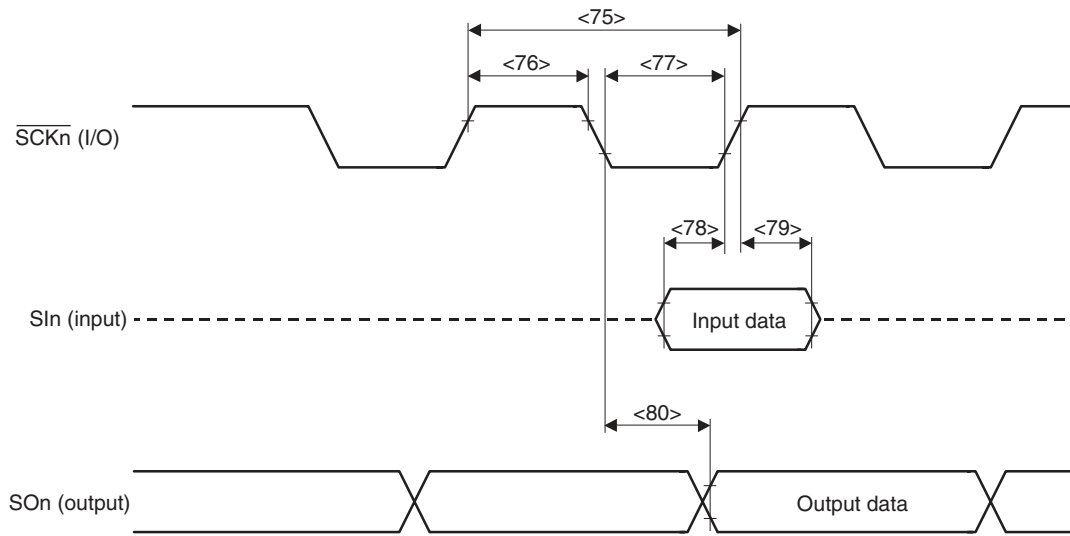 <75>
<76>
<77>
SCKn (I/O)
<78>
<79>
SIn (input)
Input data
<80>
SOn (output)
Output data